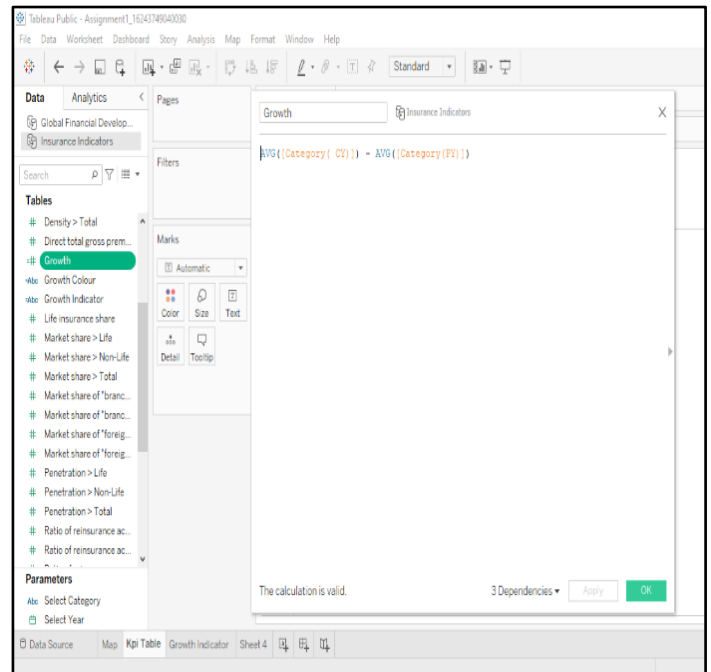 Tableau Public - Assignment1_16243749040030
File Data Worksheet Dashboard Story Analysis Map Format Window Help
Standard
Data Analytics
Pages
Global Financial Develop...
Insurance Indicators
Search
Filters
Tables
# Density > Total
# Direct total gross prem...
Growth
Abc Growth Colour
Abc Growth Indicator
# Life insurance share
# Market share > Life
# Market share > Non-Life
# Market share > Total
# Market share of "branc...
# Market share of "branc...
# Market share of "foreig...
# Market share of "foreig...
# Penetration > Life
# Penetration > Non-Life
# Penetration > Total
# Ratio of reinsurance ac...
# Ratio of reinsurance ac...
Marks
Automatic
Color Size Text
Detail Tooltip
Growth Insurance Indicators X
AVG([Category( CY)]) - AVG([Category(PY)])
The calculation is valid. 3 Dependencies Apply OK
Parameters
Abc Select Category
Select Year
Data Source Map Kpi Table Growth Indicator Sheet 4